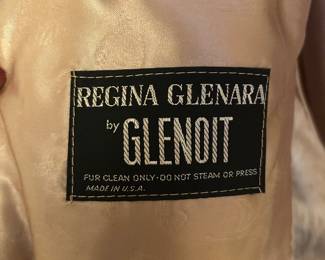 REGINA GLENARA
by
GLENOIT
FUR CLEAN ONLY·DO NOT STEAM OR PRESS
MADE IN U.S.A.